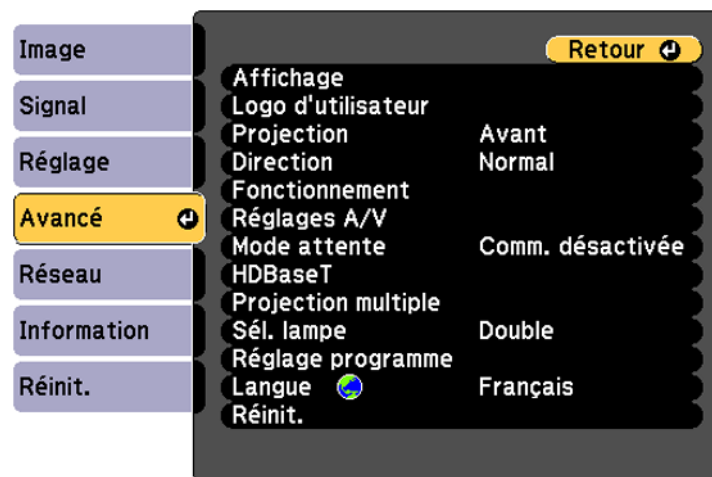 Image
Signal
Réglage
Avancé
Réseau
Information
Réinit.
Retour
Affichage
Logo d'utilisateur
Projection Avant
Direction Normal
Fonctionnement
Réglages A/V
Mode attente Comm. désactivée
HDBaseT
Projection multiple
Sél. lampe Double
Réglage programme
Langue Français
Réinit.